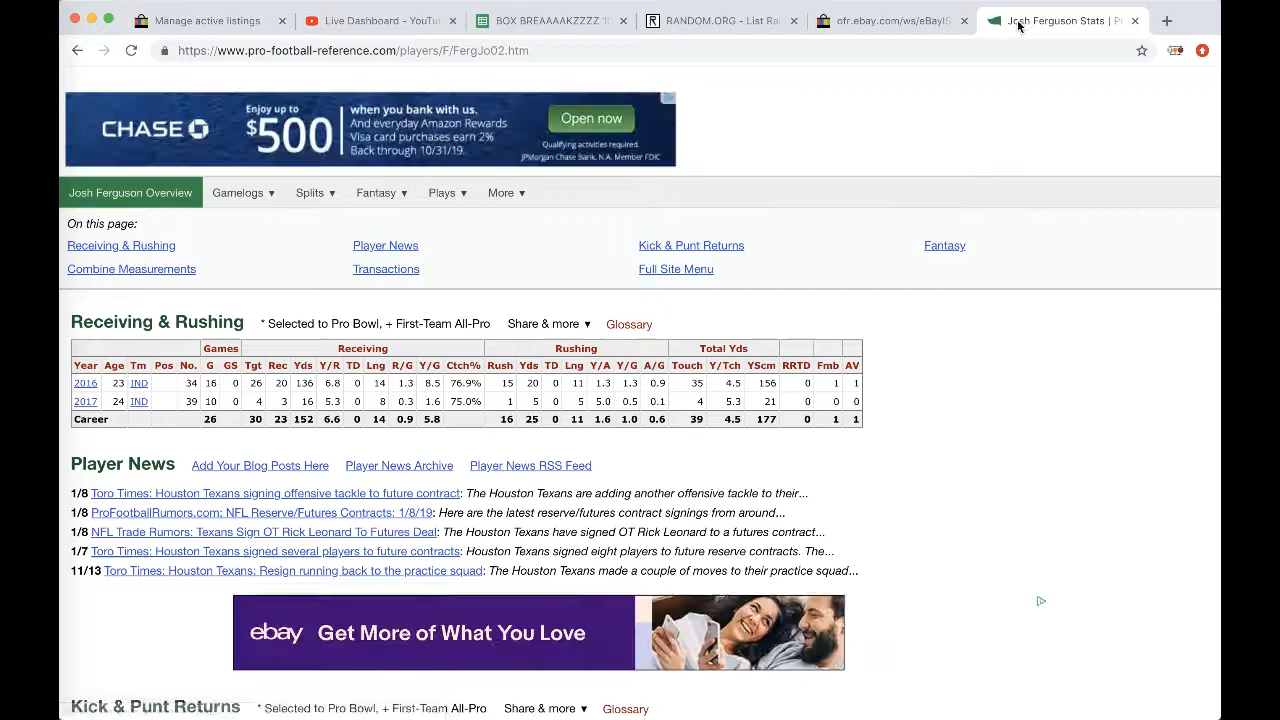 Manage active listings
Live Dashboard - YouTu
BOX BREAAAAKZZZZ 10
RANDOM.ORG - List Ra
ofr.ebay.com/ws/eBayIS
Josh Ferguson Stats | Pr
https://www.pro-football-reference.com/players/F/FergJo02.htm
CHASE
Enjoy up to
$500
when you bank with us.
And everyday Amazon Rewards
Visa card purchases earn 2%
Back through 10/31/19.
Open now
Qualifying activities required.
JPMorgan Chase Bank, N.A. Member FDIC
Josh Ferguson Overview Gamelogs ▼ Splits ▼ Fantasy ▼ Plays ▼ More ▼
On this page:
Receiving & Rushing Player News Kick & Punt Returns Fantasy
Combine Measurements Transactions Full Site Menu
Receiving & Rushing * Selected to Pro Bowl, + First-Team All-Pro Share & more ▼ Glossary
Games Receiving Rushing Total Yds
Year Age Tm Pos No. G GS Tgt Rec Yds Y/R TD Lng R/G Y/G Ctch% Rush Yds TD Lng Y/A Y/G A/G Touch Y/Tch YScm RRTD Fmb AV
2016 23 IND 34 16 0 26 20 136 6.8 0 14 1.3 8.5 76.9% 15 20 0 11 1.3 1.3 0.9 35 4.5 156 0 1 1
2017 24 IND 39 10 0 4 3 16 5.3 0 8 0.3 1.6 75.0% 1 5 0 5 5.0 0.5 0.1 4 5.3 21 0 0 0
Career 26 30 23 152 6.6 0 14 0.9 5.8 16 25 0 11 1.6 1.0 0.6 39 4.5 177 0 1 1
Player News Add Your Blog Posts Here Player News Archive Player News RSS Feed
1/8 Toro Times: Houston Texans signing offensive tackle to future contract: The Houston Texans are adding another offensive tackle to their...
1/8 ProFootballRumors.com: NFL Reserve/Futures Contracts: 1/8/19: Here are the latest reserve/futures contract signings from around...
1/8 NFL Trade Rumors: Texans Sign OT Rick Leonard To Futures Deal: The Houston Texans have signed OT Rick Leonard to a futures contract...
1/7 Toro Times: Houston Texans signed several players to future contracts: Houston Texans signed eight players to future reserve contracts. The...
11/13 Toro Times: Houston Texans: Resign running back to the practice squad: The Houston Texans made a couple of moves to their practice squad...
ebay Get More of What You Love
Kick & Punt Returns * Selected to Pro Bowl, + First-Team All-Pro Share & more ▼ Glossary